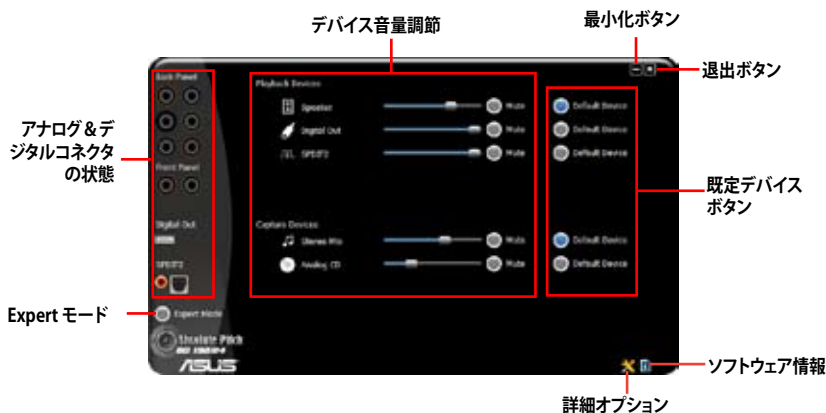 デバイス音量調節
最小化ボタン
退出ボタン
Back Panel
Playback Devices
Speaker
Mute
Default Device
Digital Out
Mute
Default Device
SPDIF2
Mute
Default Device
アナログ＆デ
ジタルコネクタ
の状態
Front Panel
既定デバイス
ボタン
Digital Out
Capture Devices
Stereo Mix
Mute
Default Device
SPDIF2
Analog CD
Mute
Default Device
Expert モード
Expert Mode
Absolute Pitch
ASUS
ソフトウェア情報
詳細オプション